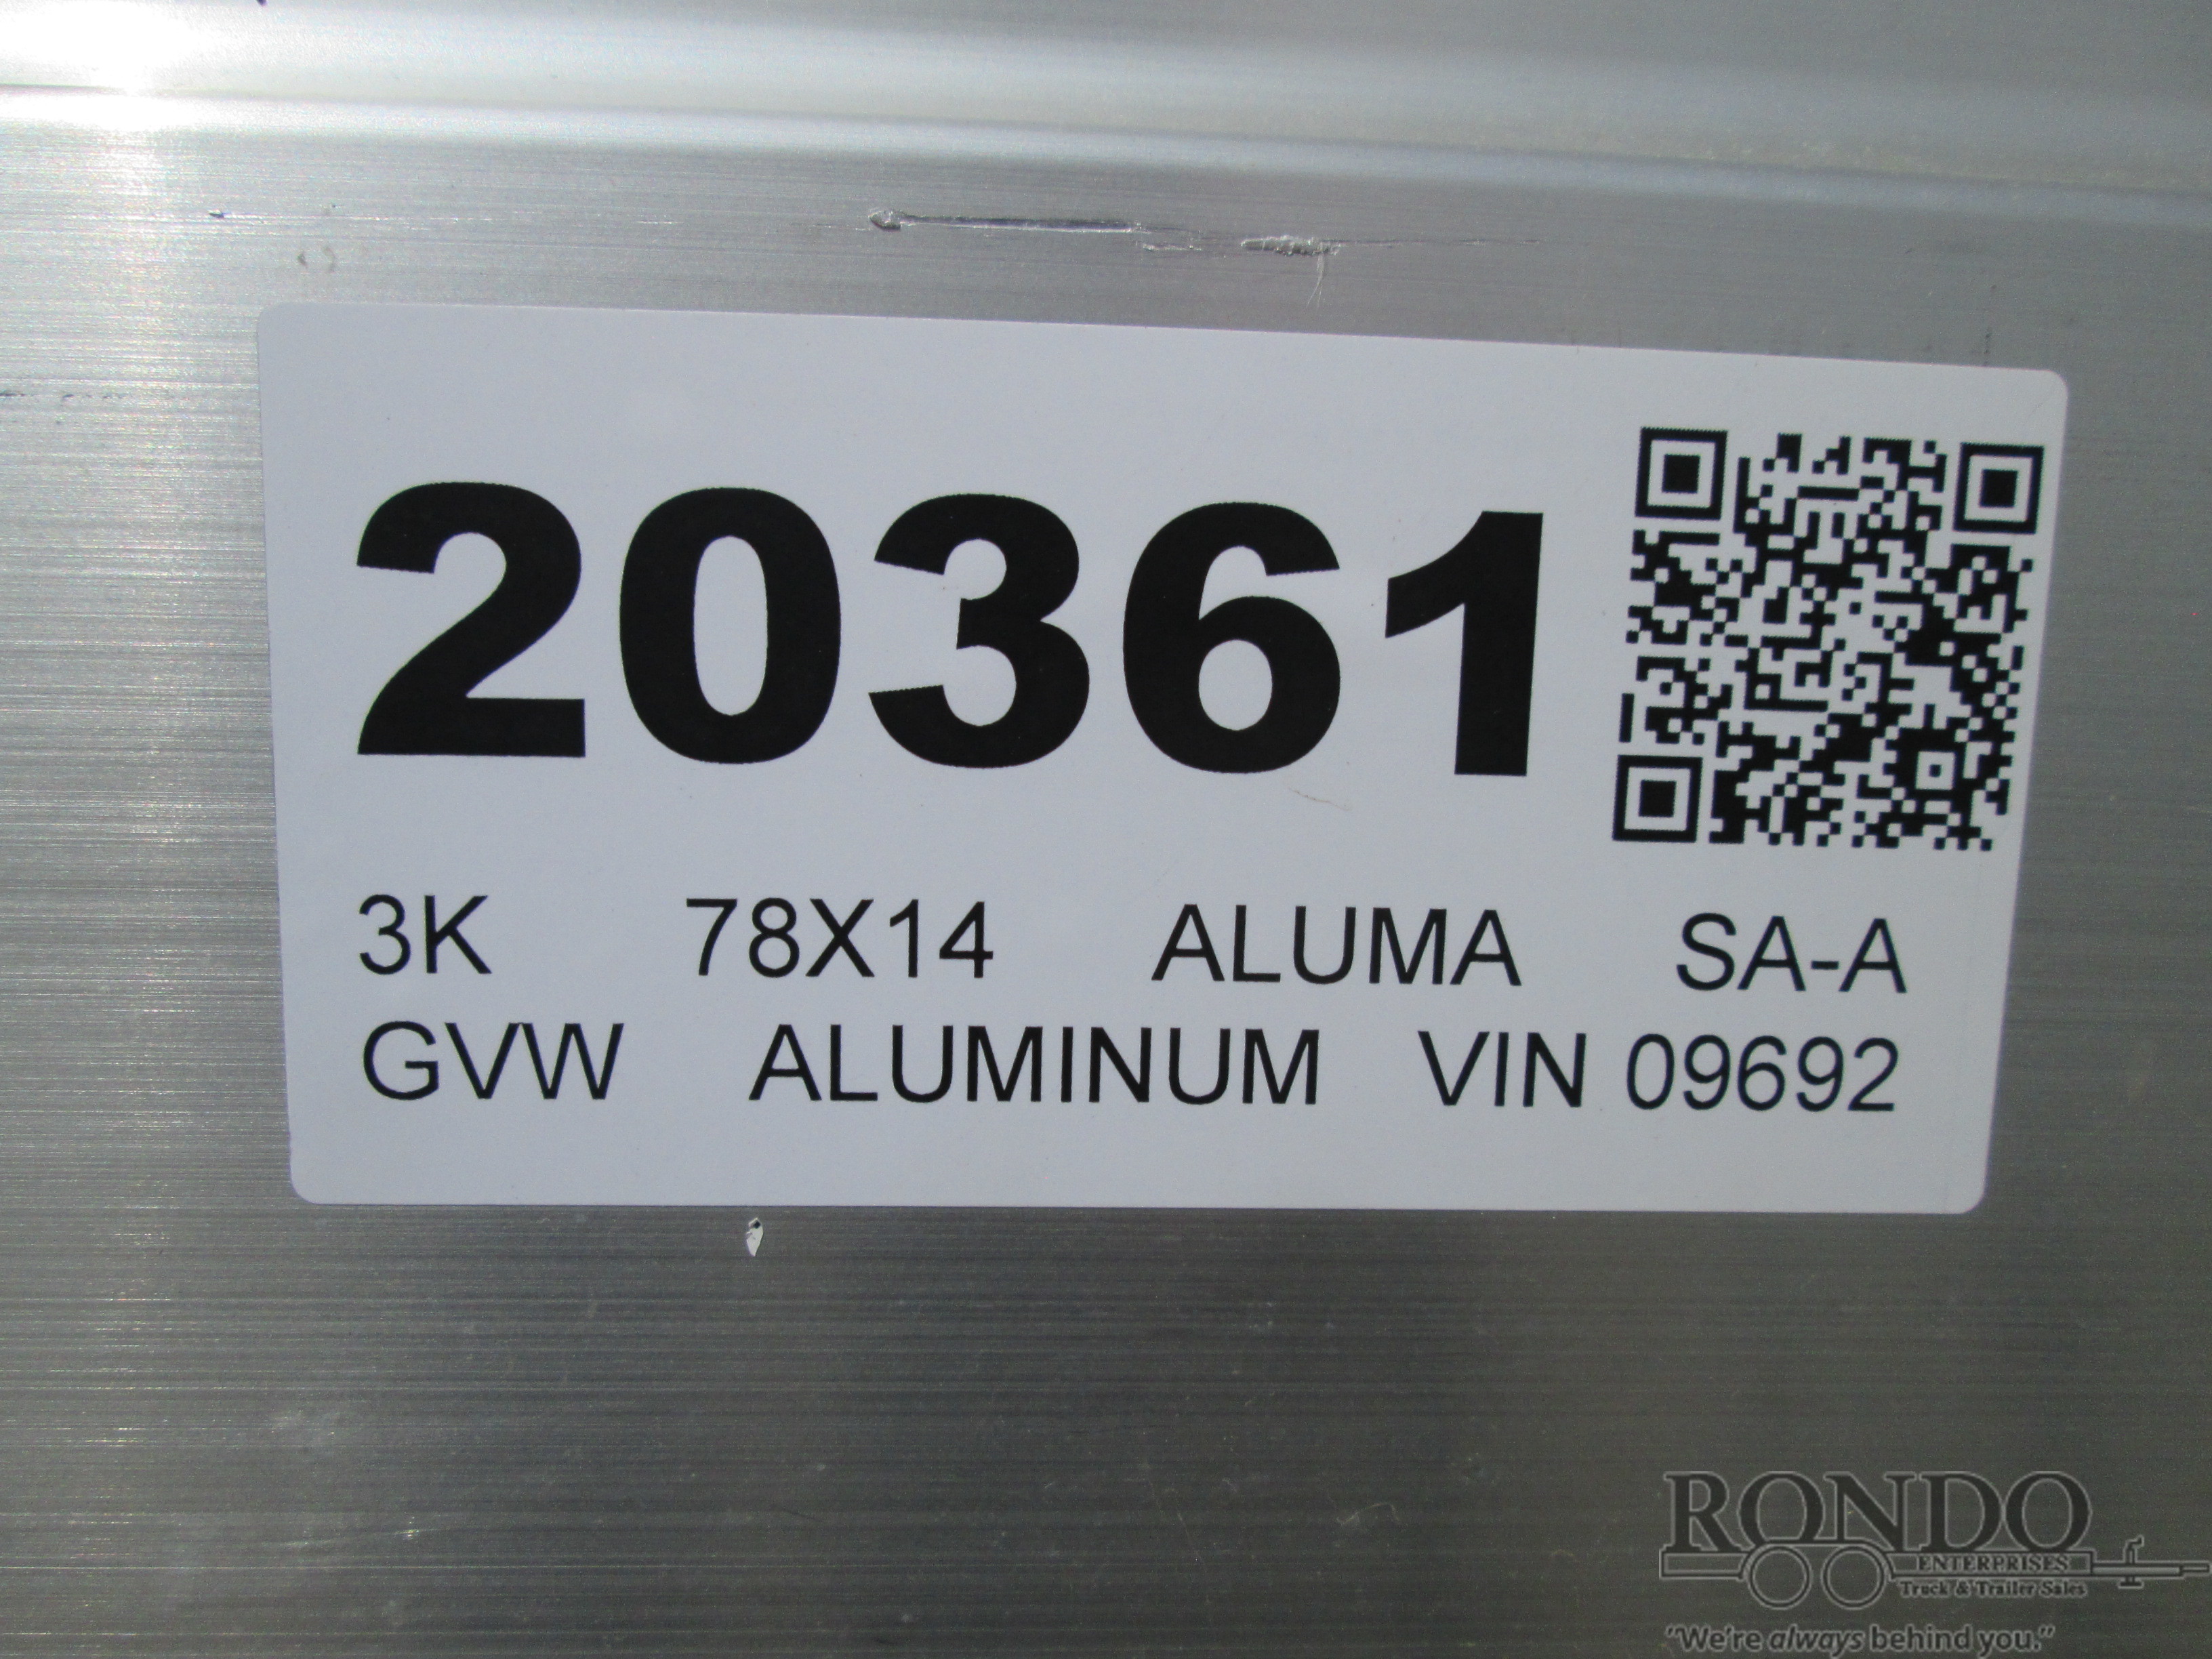 20361
3K 78X14 ALUMA SA-A
GVW ALUMINUM VIN 09692
RONDO
ENTERPRISES
Truck & Trailer Sales
"We're always behind you."